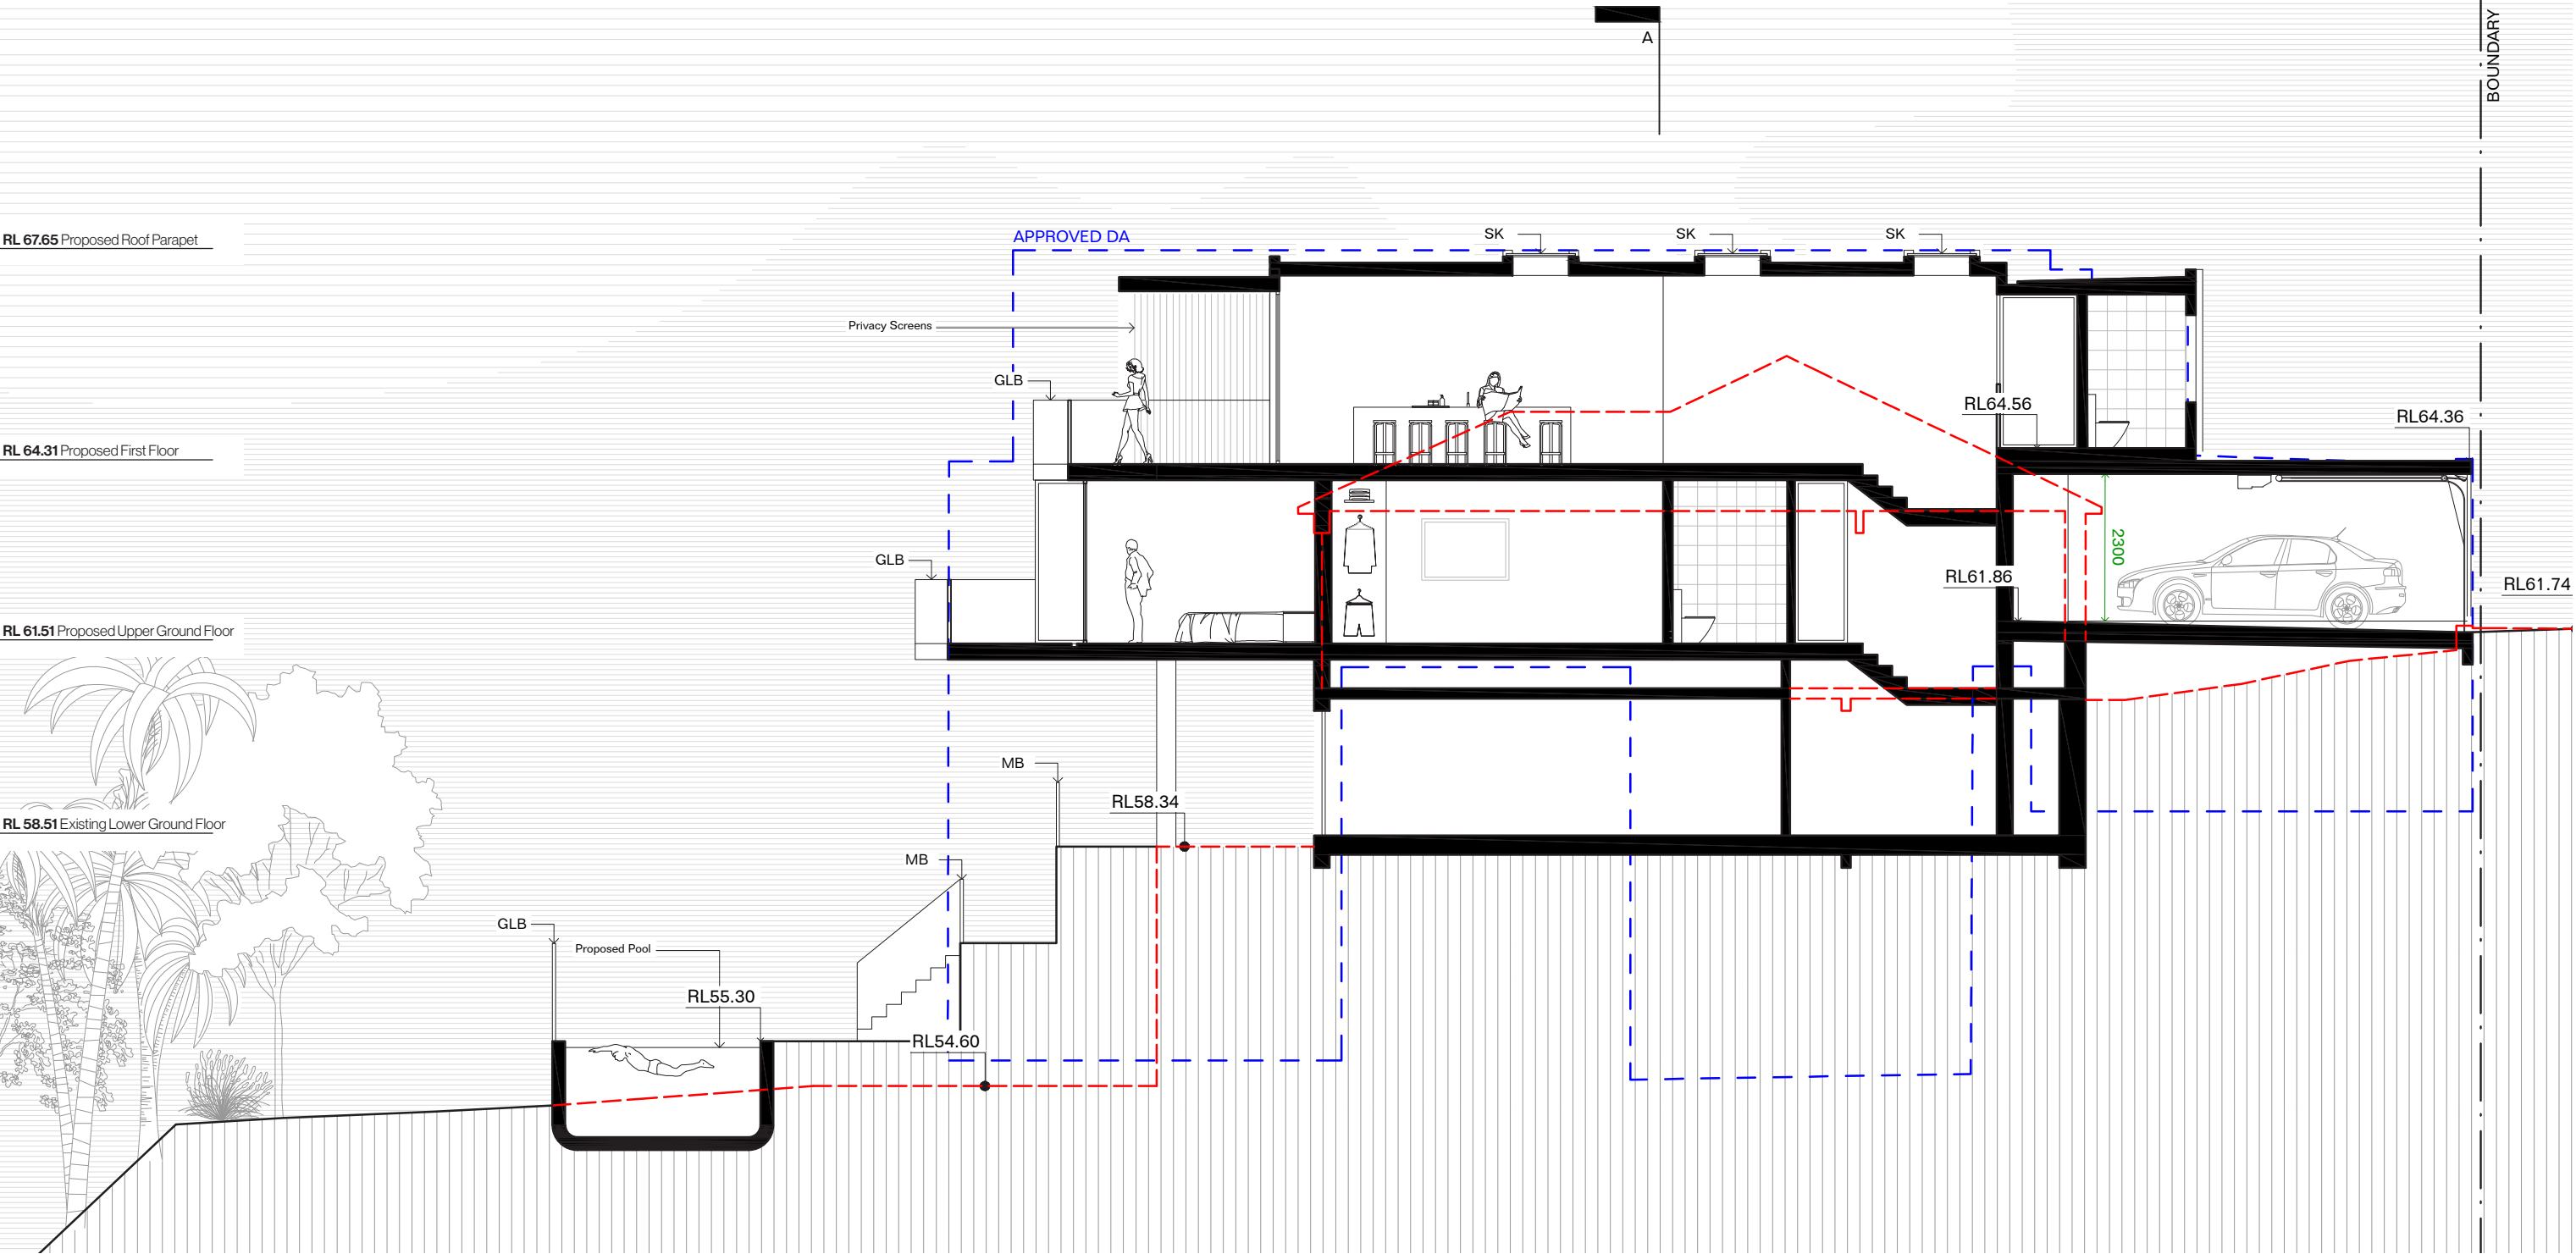 A
BOUNDARY
APPROVED DA
SK
SK
SK
RL 67.65 Proposed Roof Parapet
Privacy Screens
GLB
RL64.56
RL64.36
RL 64.31 Proposed First Floor
2300
GLB
RL61.86
RL61.74
RL 61.51 Proposed Upper Ground Floor
MB
RL58.34
RL 58.51 Existing Lower Ground Floor
MB
GLB
Proposed Pool
RL55.30
RL54.60